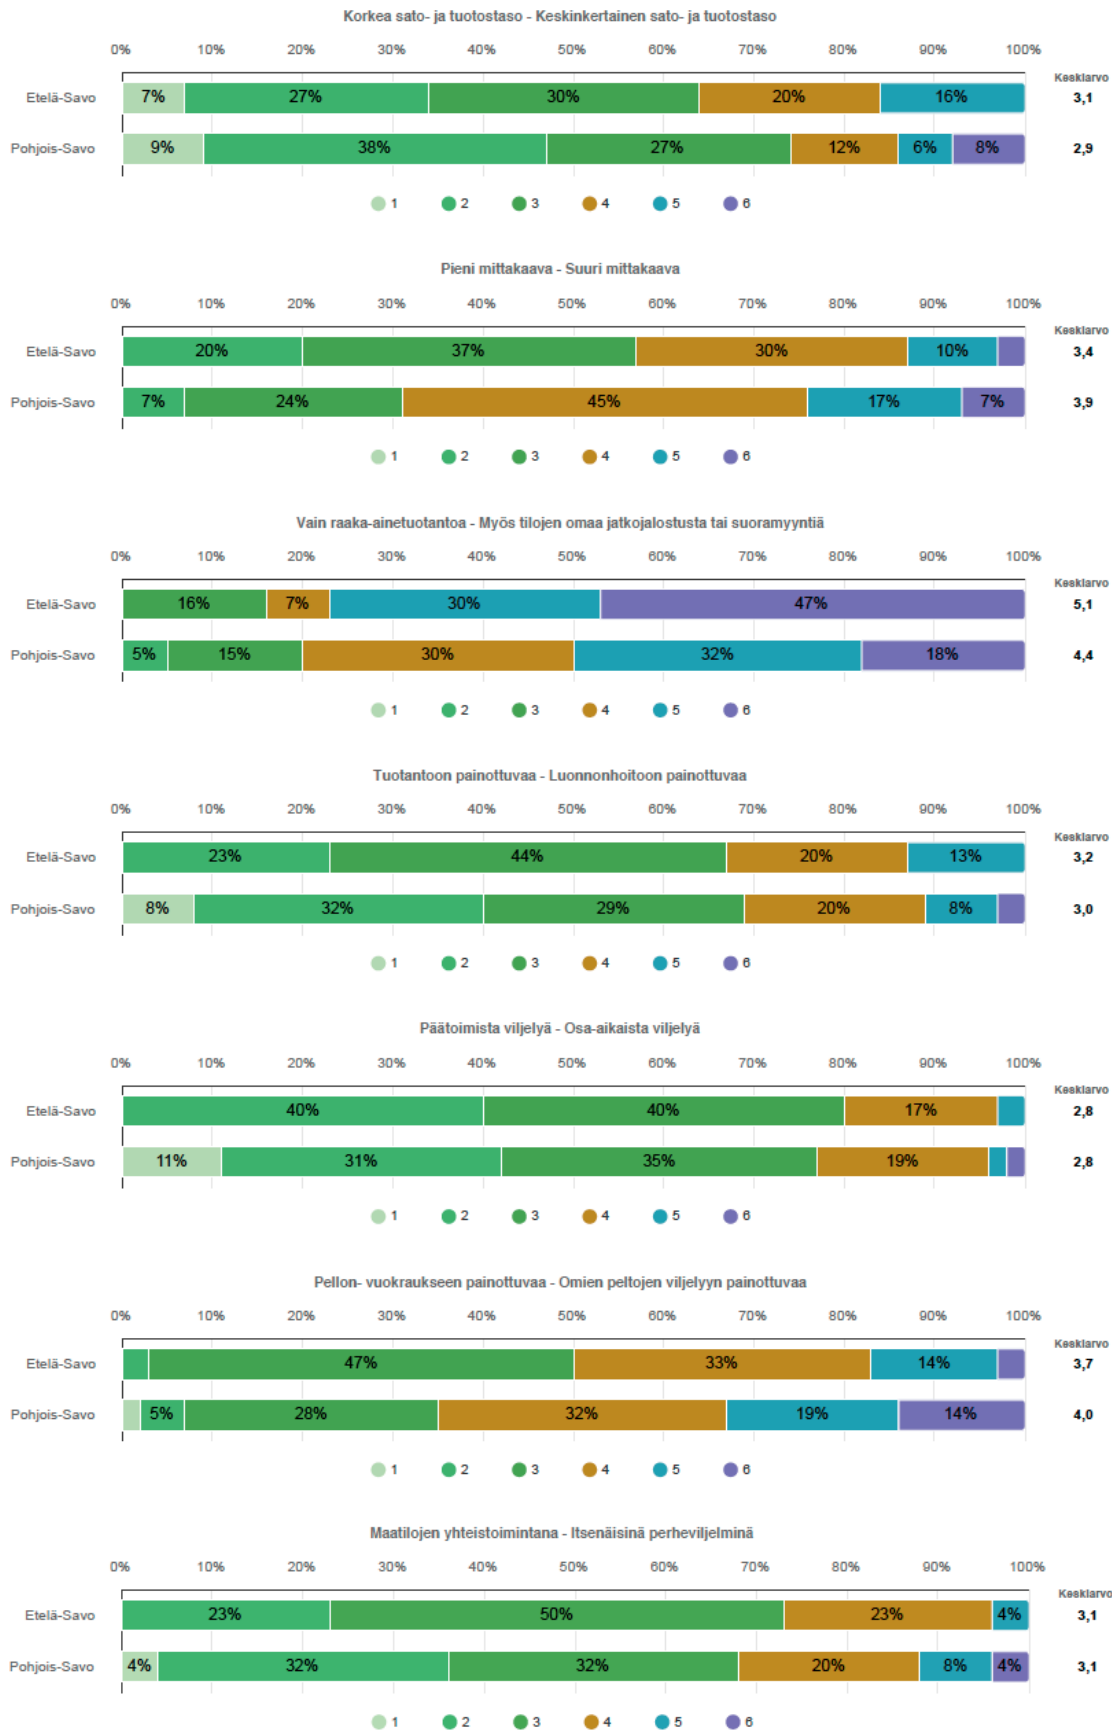 Korkea sato- ja tuotostaso - Keskinkertainen sato- ja tuotostaso
0% 10% 20% 30% 40% 50% 60% 70% 80% 90% 100%
Keskiarvo
Etelä-Savo 7% 27% 30% 20% 16% 3,1
Pohjois-Savo 9% 38% 27% 12% 6% 8% 2,9
1 2 3 4 5 6
Pieni mittakaava - Suuri mittakaava
0% 10% 20% 30% 40% 50% 60% 70% 80% 90% 100%
Keskiarvo
Etelä-Savo 20% 37% 30% 10% 3,4
Pohjois-Savo 7% 24% 45% 17% 7% 3,9
1 2 3 4 5 6
Vain raaka-ainetuotantoa - Myös tilojen omaa jatkojalostusta tai suoramyyntiä
0% 10% 20% 30% 40% 50% 60% 70% 80% 90% 100%
Keskiarvo
Etelä-Savo 16% 7% 30% 47% 5,1
Pohjois-Savo 5% 15% 30% 32% 18% 4,4
1 2 3 4 5 6
Tuotantoon painottuvaa - Luonnonhoitoon painottuvaa
0% 10% 20% 30% 40% 50% 60% 70% 80% 90% 100%
Keskiarvo
Etelä-Savo 23% 44% 20% 13% 3,2
Pohjois-Savo 8% 32% 29% 20% 8% 3,0
1 2 3 4 5 6
Päätoimista viljelyä - Osa-aikaista viljelyä
0% 10% 20% 30% 40% 50% 60% 70% 80% 90% 100%
Keskiarvo
Etelä-Savo 40% 40% 17% 2,8
Pohjois-Savo 11% 31% 35% 19% 2,8
1 2 3 4 5 6
Pellon- vuokraukseen painottuvaa - Omien peltojen viljelyyn painottuvaa
0% 10% 20% 30% 40% 50% 60% 70% 80% 90% 100%
Keskiarvo
Etelä-Savo 47% 33% 14% 3,7
Pohjois-Savo 5% 28% 32% 19% 14% 4,0
1 2 3 4 5 6
Maatilojen yhteistoimintana - Itsenäisinä perheviljelminä
0% 10% 20% 30% 40% 50% 60% 70% 80% 90% 100%
Keskiarvo
Etelä-Savo 23% 50% 23% 4% 3,1
Pohjois-Savo 4% 32% 32% 20% 8% 4% 3,1
1 2 3 4 5 6